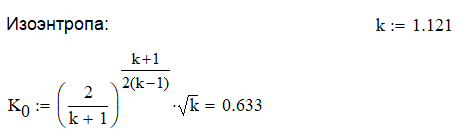 Изоэнтропа: k := 1.121
K₀ := (2/(k + 1))^((k+1)/(2(k−1))) · √k = 0.633